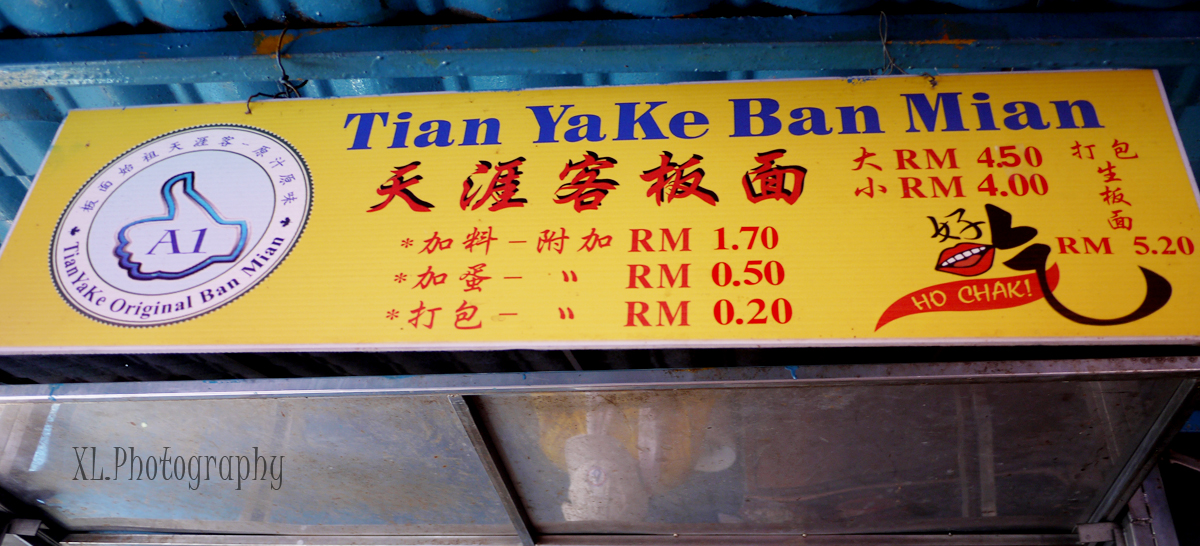 Tian YaKe Ban Mian
天涯客板面
大 RM 4.50
小 RM 4.00
打包
生
板
面
RM 5.20
*加料-附加 RM 1.70
*加蛋- 〃 RM 0.50
*打包- 〃 RM 0.20
好吃
HO CHAK!
板面始祖天涯客-原汁原味
A1
TianYaKe Original Ban Mian
XL.Photography